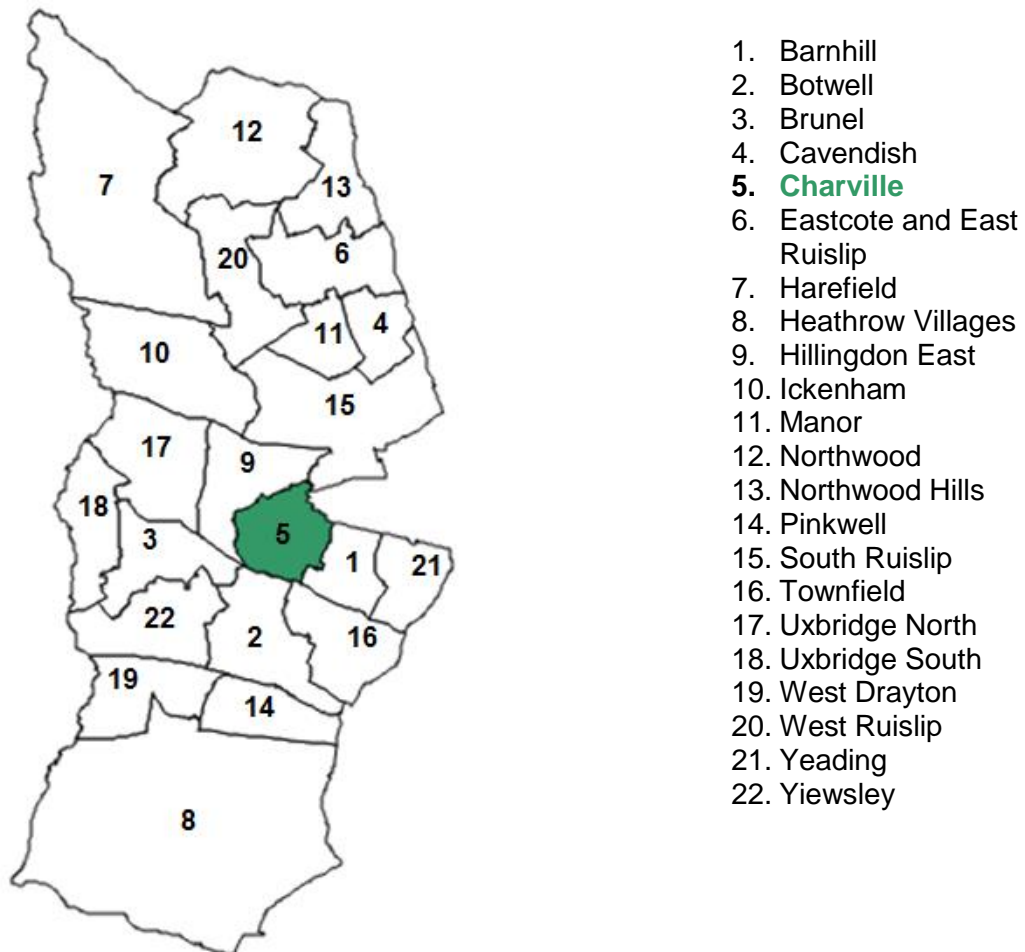 1. Barnhill
2. Botwell
3. Brunel
4. Cavendish
5. Charville
6. Eastcote and East
Ruislip
7. Harefield
8. Heathrow Villages
9. Hillingdon East
10. Ickenham
11. Manor
12. Northwood
13. Northwood Hills
14. Pinkwell
15. South Ruislip
16. Townfield
17. Uxbridge North
18. Uxbridge South
19. West Drayton
20. West Ruislip
21. Yeading
22. Yiewsley
12
7
13
20
6
11
4
10
15
17
9
18
5
3
1
21
22
2
16
19
14
8